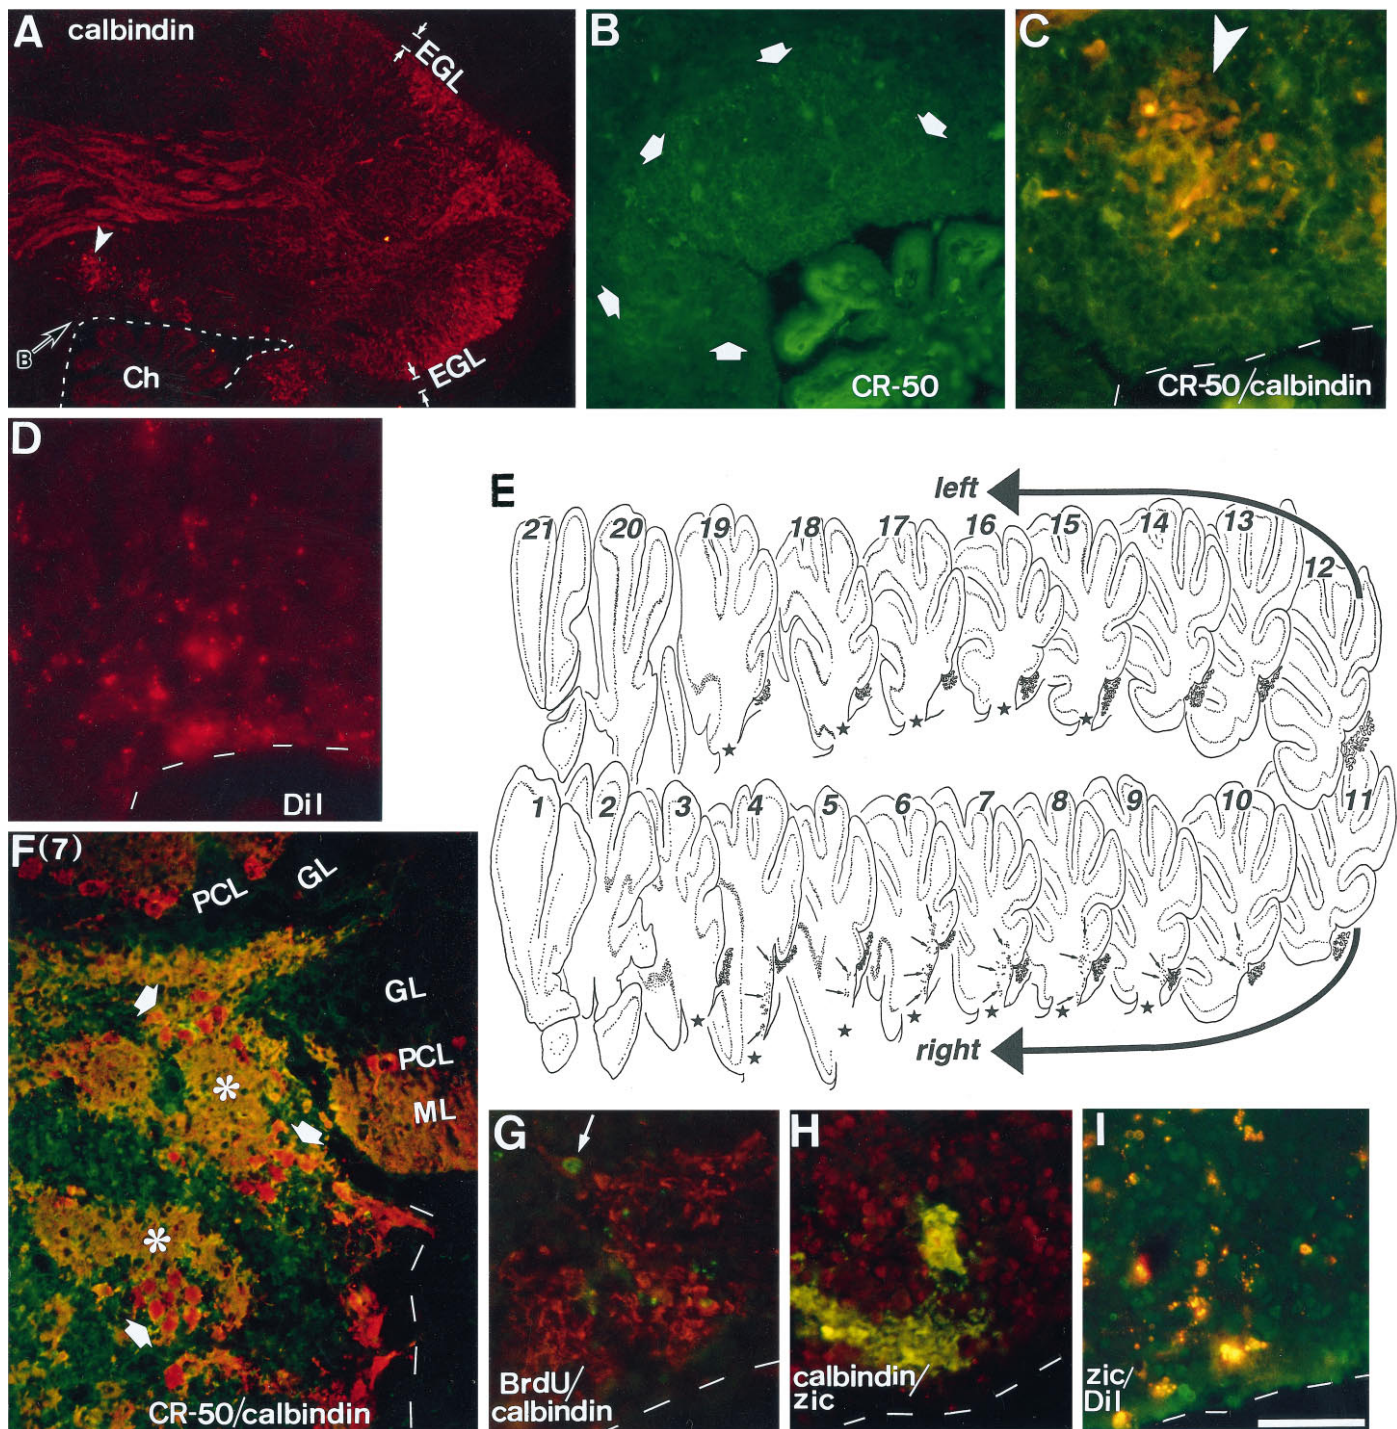 A
calbindin
EGL
EGL
B
Ch
B
CR-50
C
CR-50/calbindin
D
DiI
E
left
21 20 19 18 17 16 15 14 13
12
1 2 3 4 5 6 7 8 9 10 11
right
F(7)
PCL
GL
GL
PCL
ML
*
*
CR-50/calbindin
G
BrdU/
calbindin
H
calbindin/
zic
I
zic/
DiI